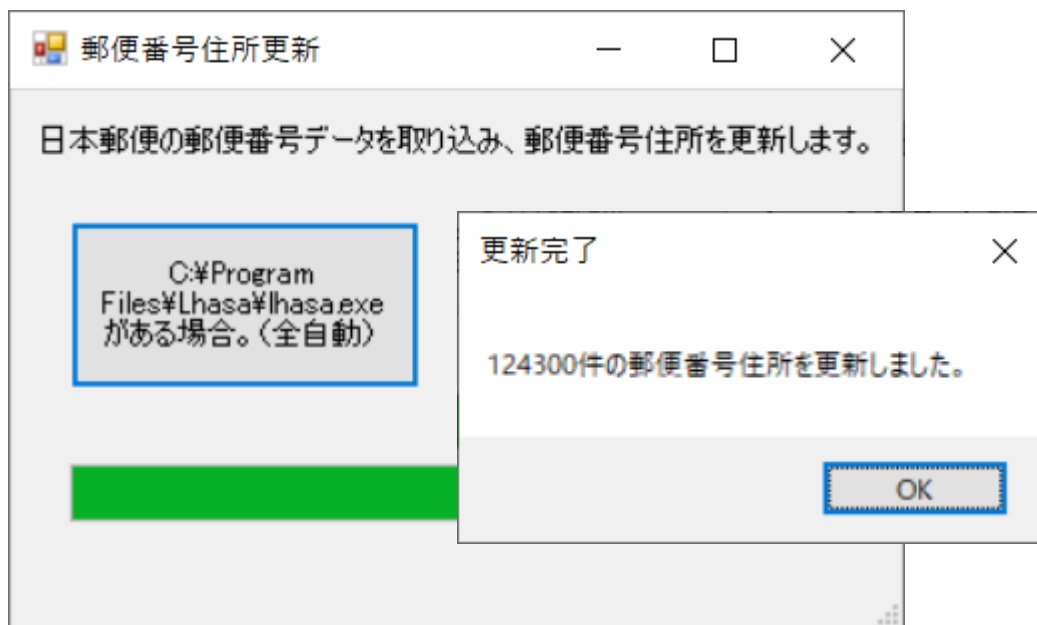 郵便番号住所更新
日本郵便の郵便番号データを取り込み、郵便番号住所を更新します。
C:¥Program
Files¥Lhasa¥lhasa.exe
がある場合。(全自動)
更新完了
124300件の郵便番号住所を更新しました。
OK